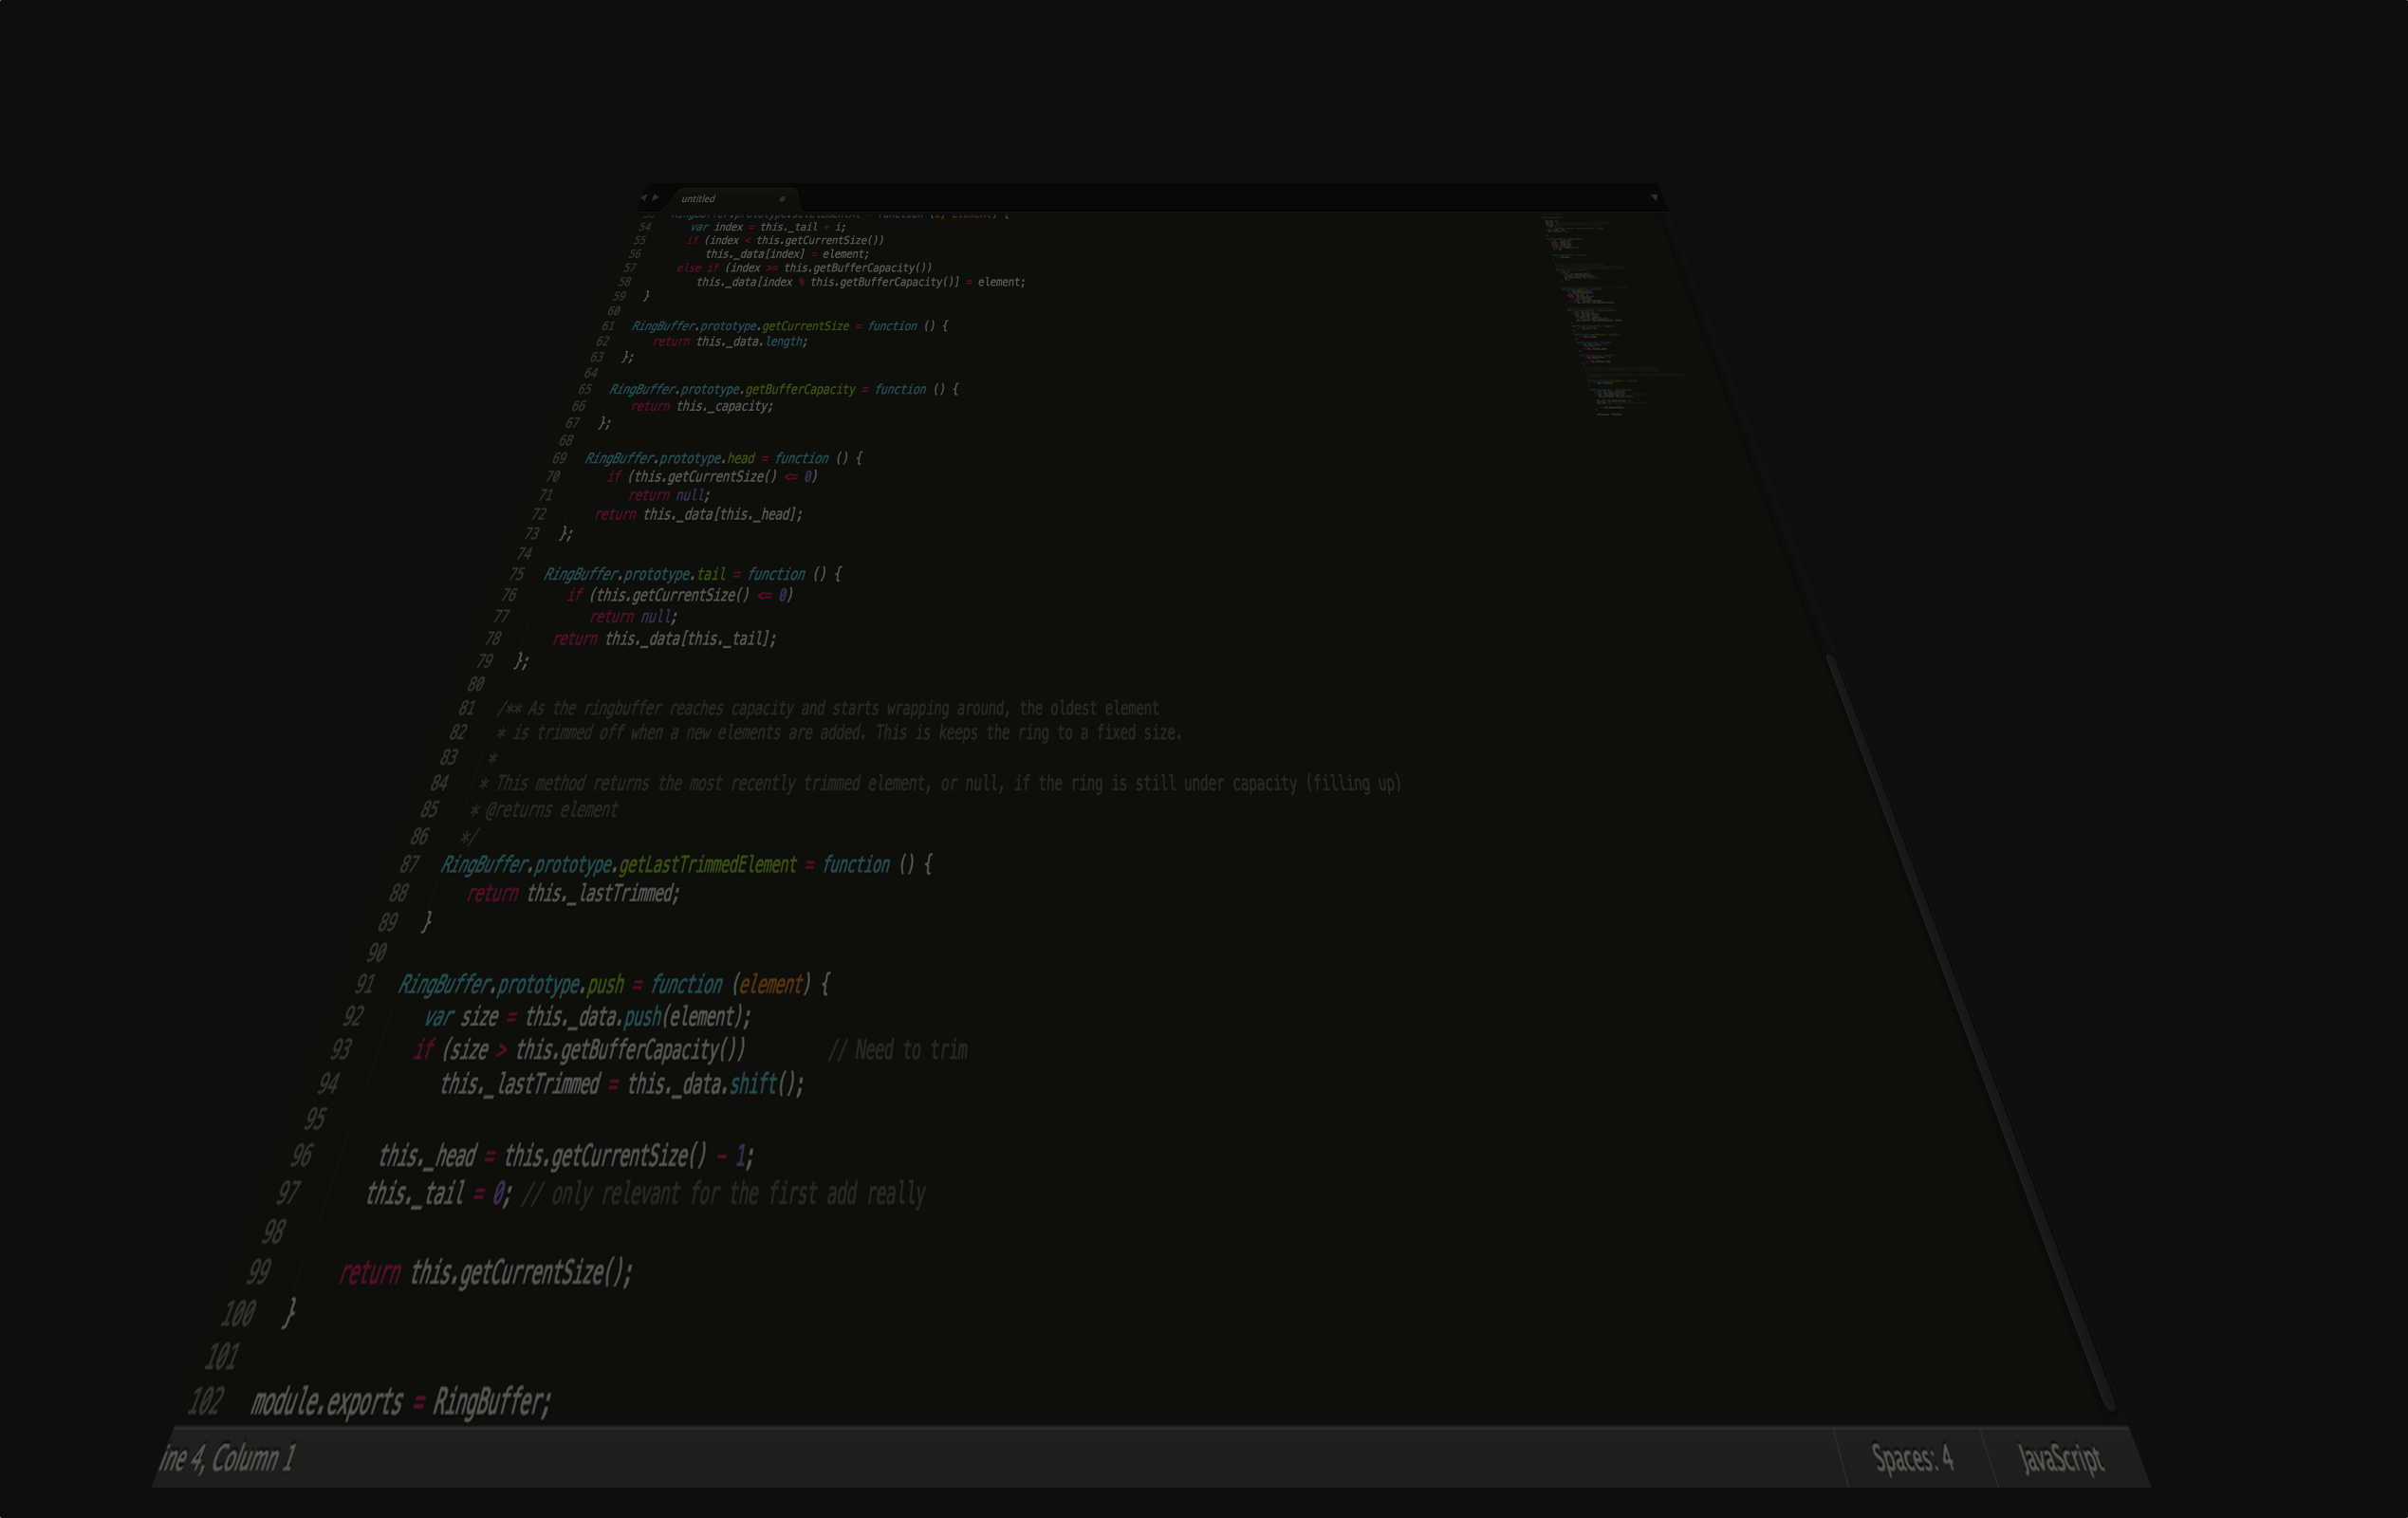 untitled
53 RingBuffer.prototype.setElementAt = function (i, element) {
54 var index = this._tail + i;
55 if (index < this.getCurrentSize())
56 this._data[index] = element;
57 else if (index >= this.getBufferCapacity())
58 this._data[index % this.getBufferCapacity()] = element;
59 }
60
61 RingBuffer.prototype.getCurrentSize = function () {
62 return this._data.length;
63 };
64
65 RingBuffer.prototype.getBufferCapacity = function () {
66 return this._capacity;
67 };
68
69 RingBuffer.prototype.head = function () {
70 if (this.getCurrentSize() <= 0)
71 return null;
72 return this._data[this._head];
73 };
74
75 RingBuffer.prototype.tail = function () {
76 if (this.getCurrentSize() <= 0)
77 return null;
78 return this._data[this._tail];
79 };
80
81 /** As the ringbuffer reaches capacity and starts wrapping around, the oldest element
82 * is trimmed off when a new elements are added. This is keeps the ring to a fixed size.
83 *
84 * This method returns the most recently trimmed element, or null, if the ring is still under capacity (filling up)
85 * @returns element
86 */
87 RingBuffer.prototype.getLastTrimmedElement = function () {
88 return this._lastTrimmed;
89 }
90
91 RingBuffer.prototype.push = function (element) {
92 var size = this._data.push(element);
93 if (size > this.getBufferCapacity()) // Need to trim
94 this._lastTrimmed = this._data.shift();
95
96 this._head = this.getCurrentSize() - 1;
97 this._tail = 0; // only relevant for the first add really
98
99 return this.getCurrentSize();
100 }
101
102 module.exports = RingBuffer;
ine 4, Column 1 Spaces: 4 JavaScript